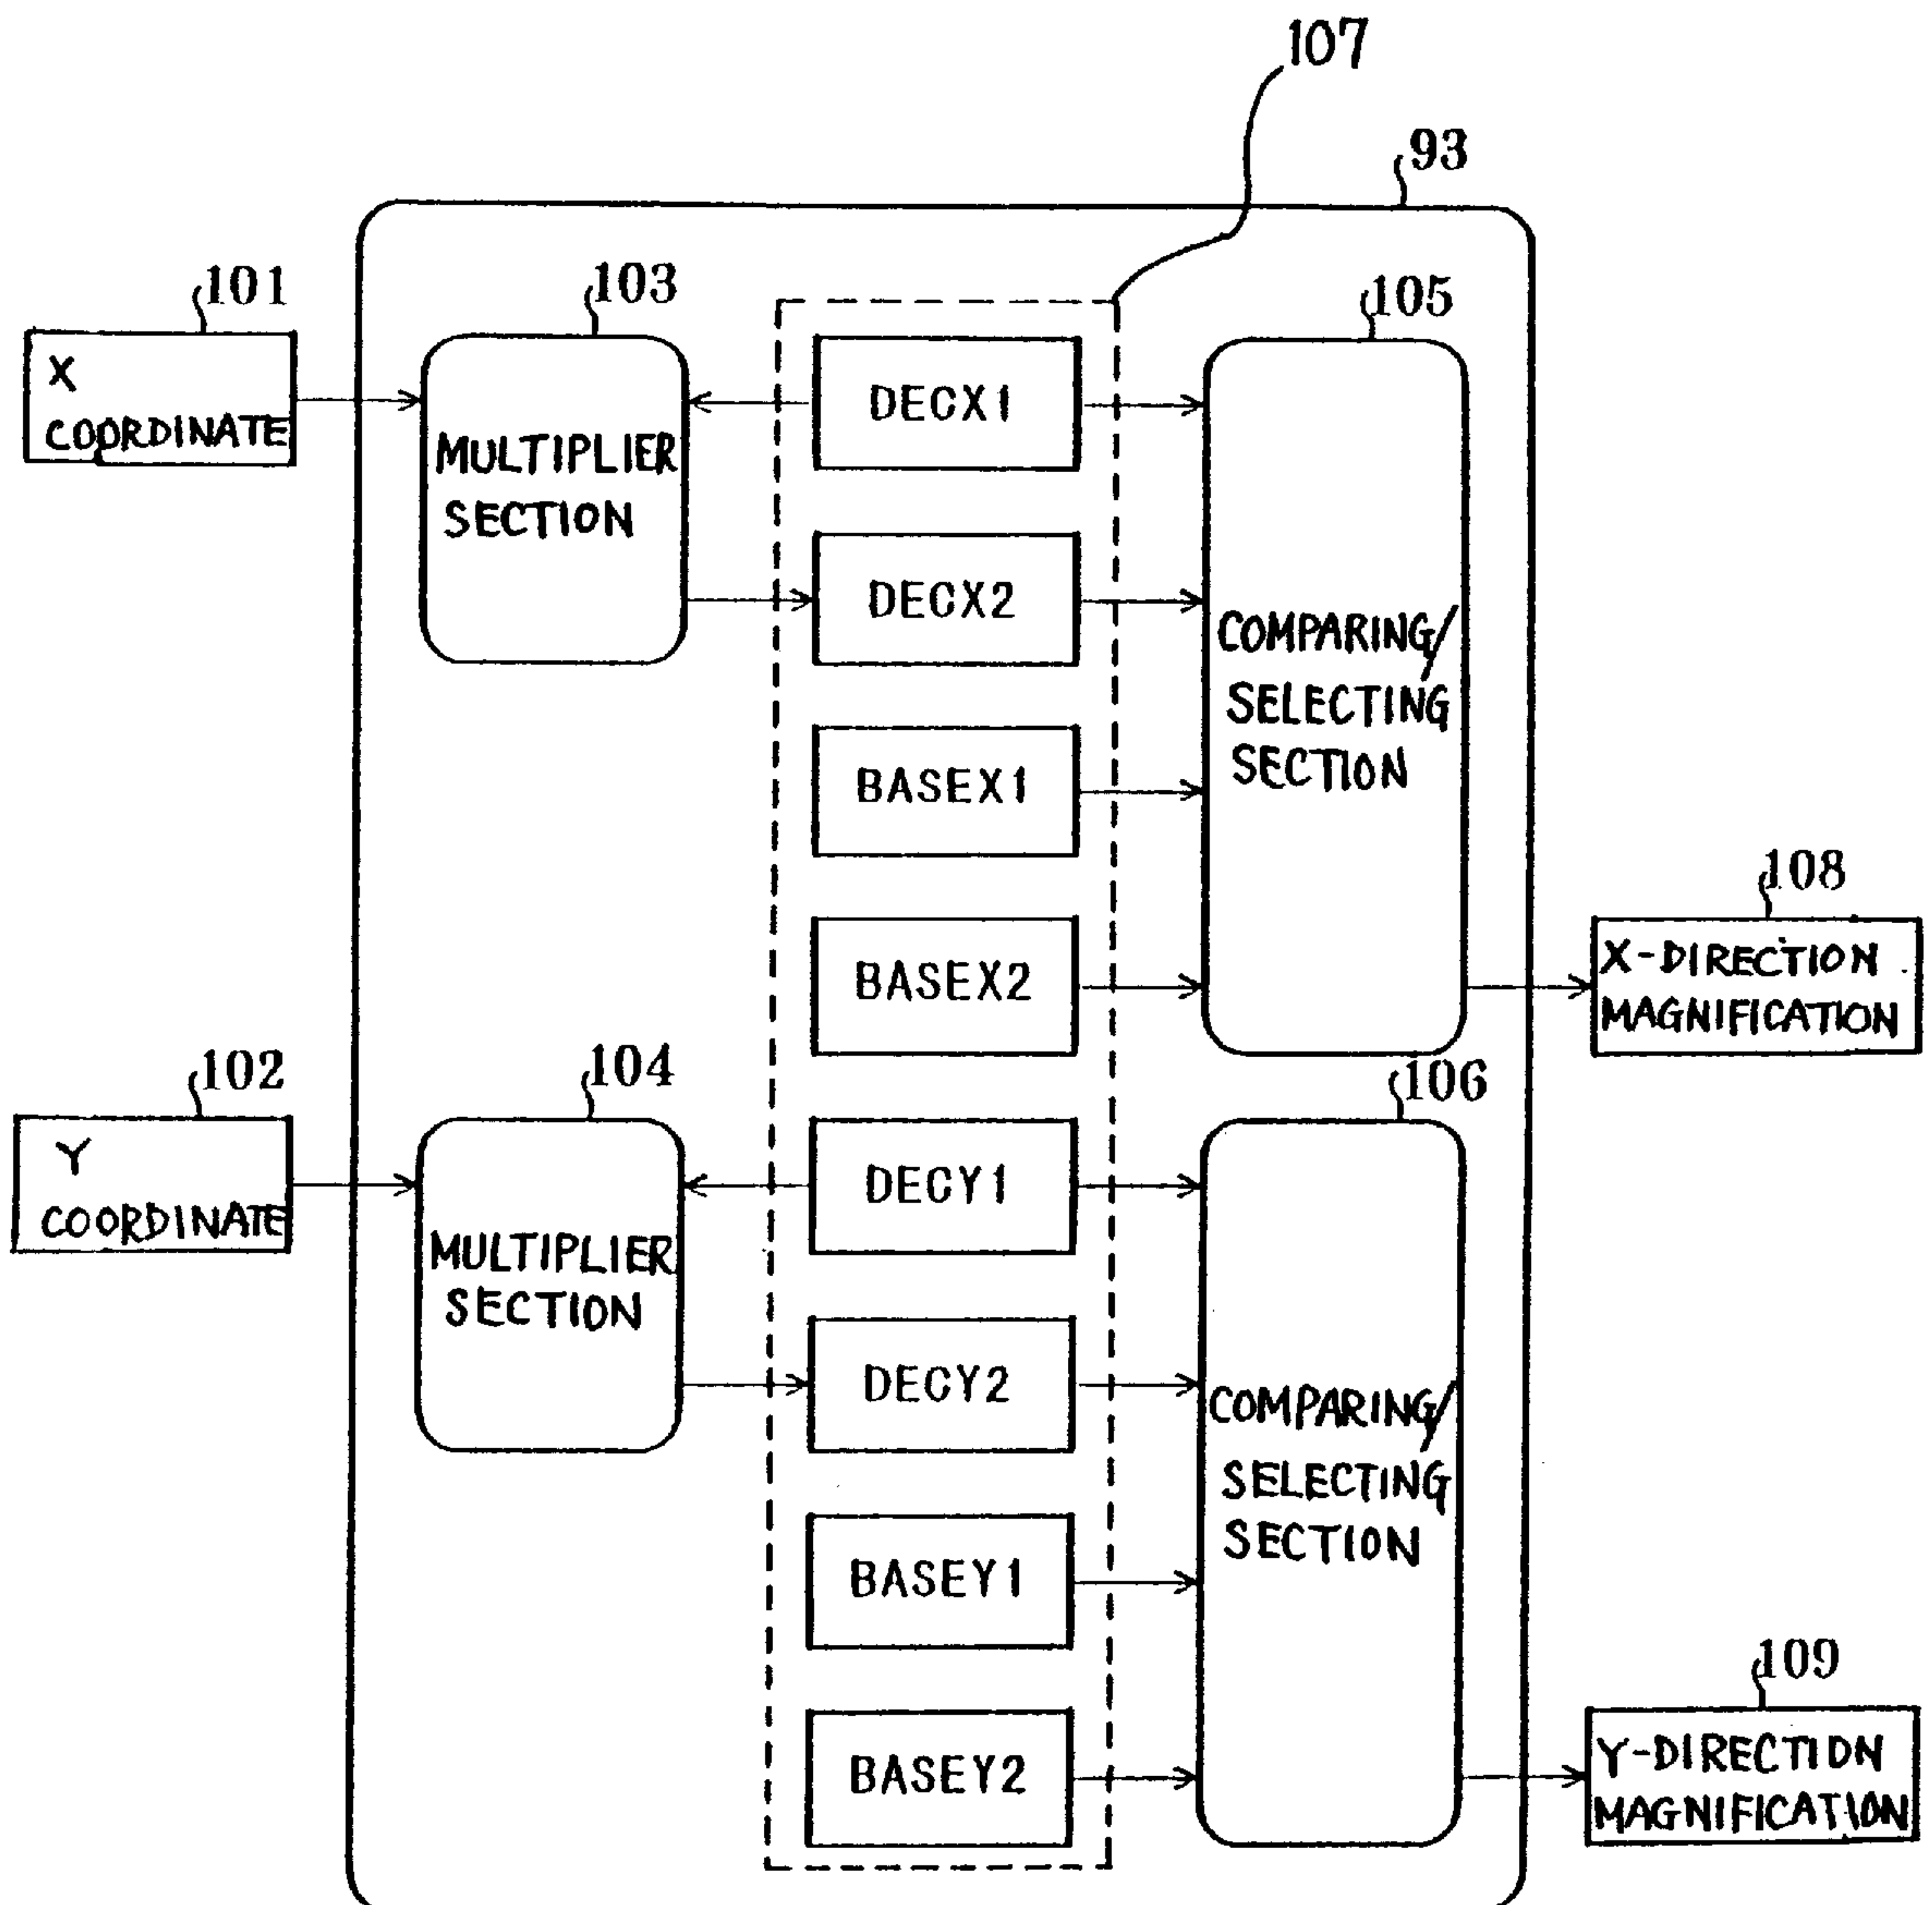 107
93
101
103
105
X
COORDINATE
MULTIPLIER
SECTION
DECX1
DECX2
BASEX1
BASEX2
COMPARING/
SELECTING
SECTION
108
X-DIRECTION
MAGNIFICATION
102
104
106
Y
COORDINATE
MULTIPLIER
SECTION
DECY1
DECY2
BASEY1
BASEY2
COMPARING/
SELECTING
SECTION
109
Y-DIRECTION
MAGNIFICATION